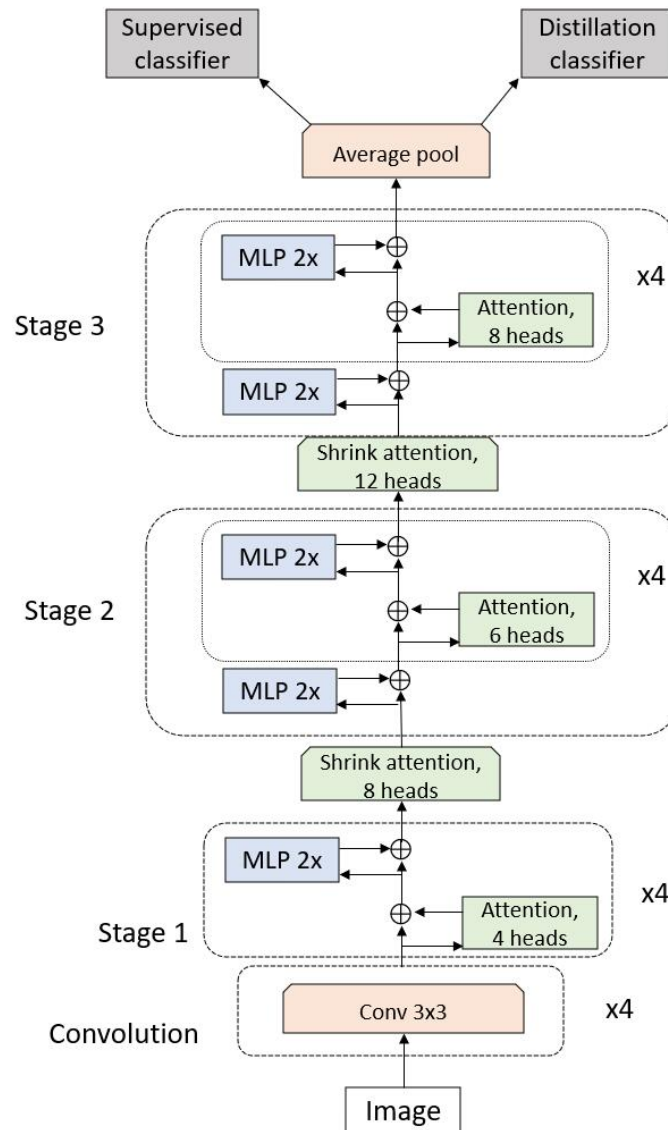 Supervised
classifier
Distillation
classifier
Average pool
MLP 2x
x4
Attention,
8 heads
Stage 3
MLP 2x
Shrink attention,
12 heads
MLP 2x
x4
Attention,
6 heads
Stage 2
MLP 2x
Shrink attention,
8 heads
MLP 2x
x4
Attention,
4 heads
Stage 1
Conv 3x3
x4
Convolution
Image